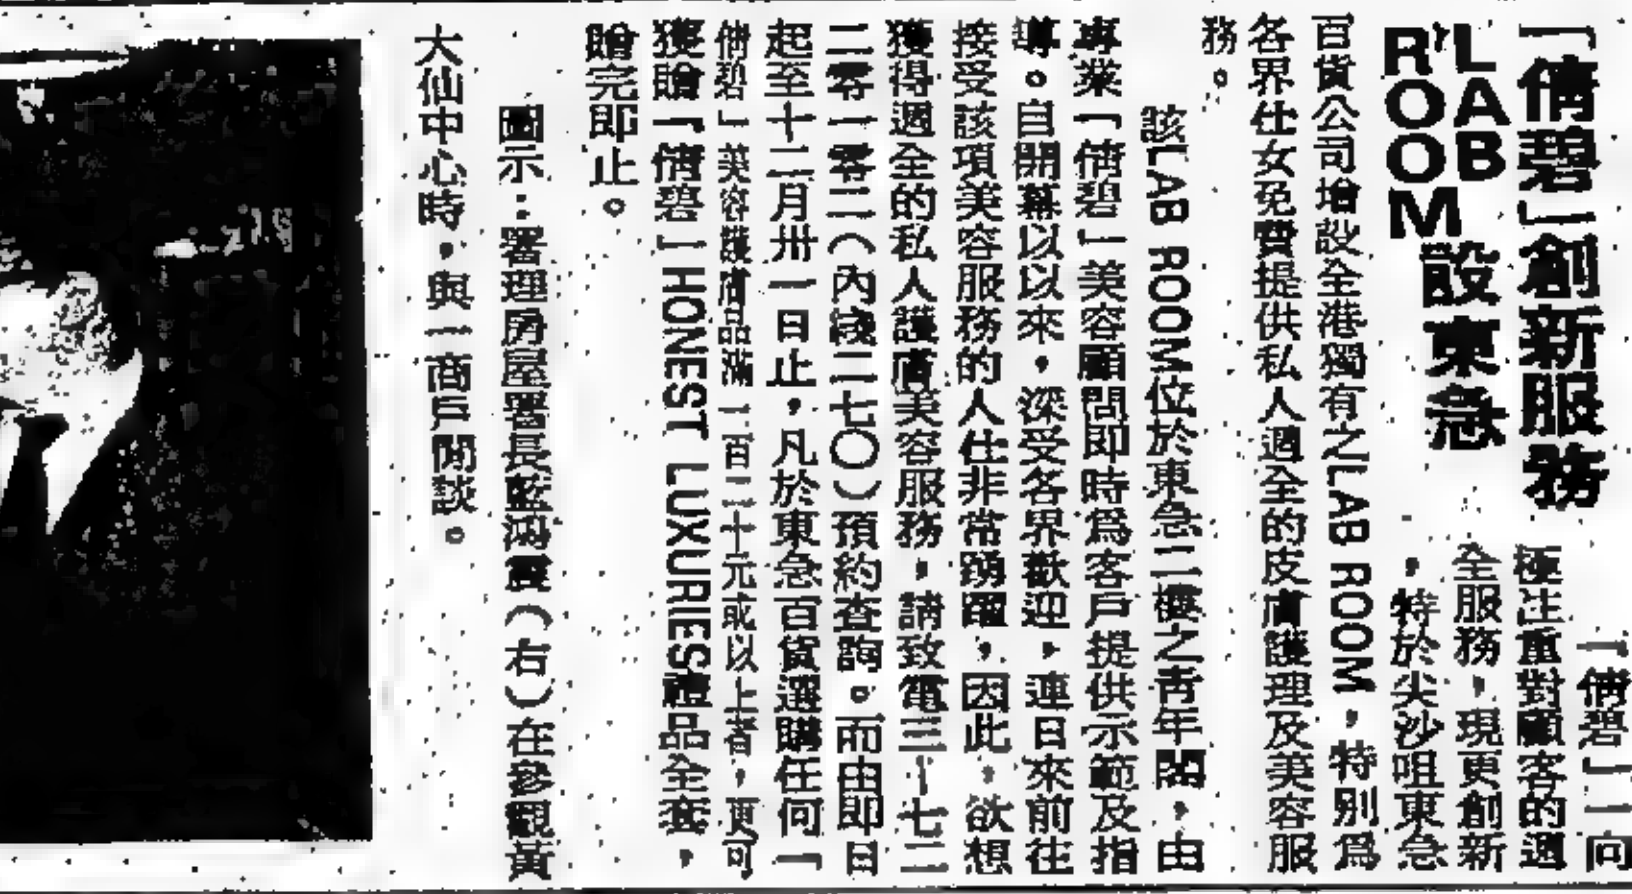 「倩碧」創新服務
LAB
ROOM設東急
「倩碧」一向
極注重對顧客的週
全服務，現更創新
，特於尖沙咀東急
百貨公司增設全港獨有之LAB ROOM，特別為
各界仕女免費提供私人週全的皮膚護理及美容服
務。
該LAB ROOM位於東急二樓之青年閣，由
專業「倩碧」美容顧問即時為客戶提供示範及指
導。自開幕以以來，深受各界歡迎，連日來前往
接受該項美容服務的人仕非常踴躍，因此，欲想
獲得週全的私人護膚美容服務，請致電三—七二
二零一零二（內綫二七〇）預約查詢。而由即日
起至十二月卅一日止，凡於東急百貨選購任何「
倩碧」美容護膚品滿一百二十元或以上者，更可
獲贈「倩碧」HONEST LUXURIES禮品全套，
贈完即止。
圖示：署理房屋署長藍鴻震（右）在參觀黃
大仙中心時，與一商戶閒談。